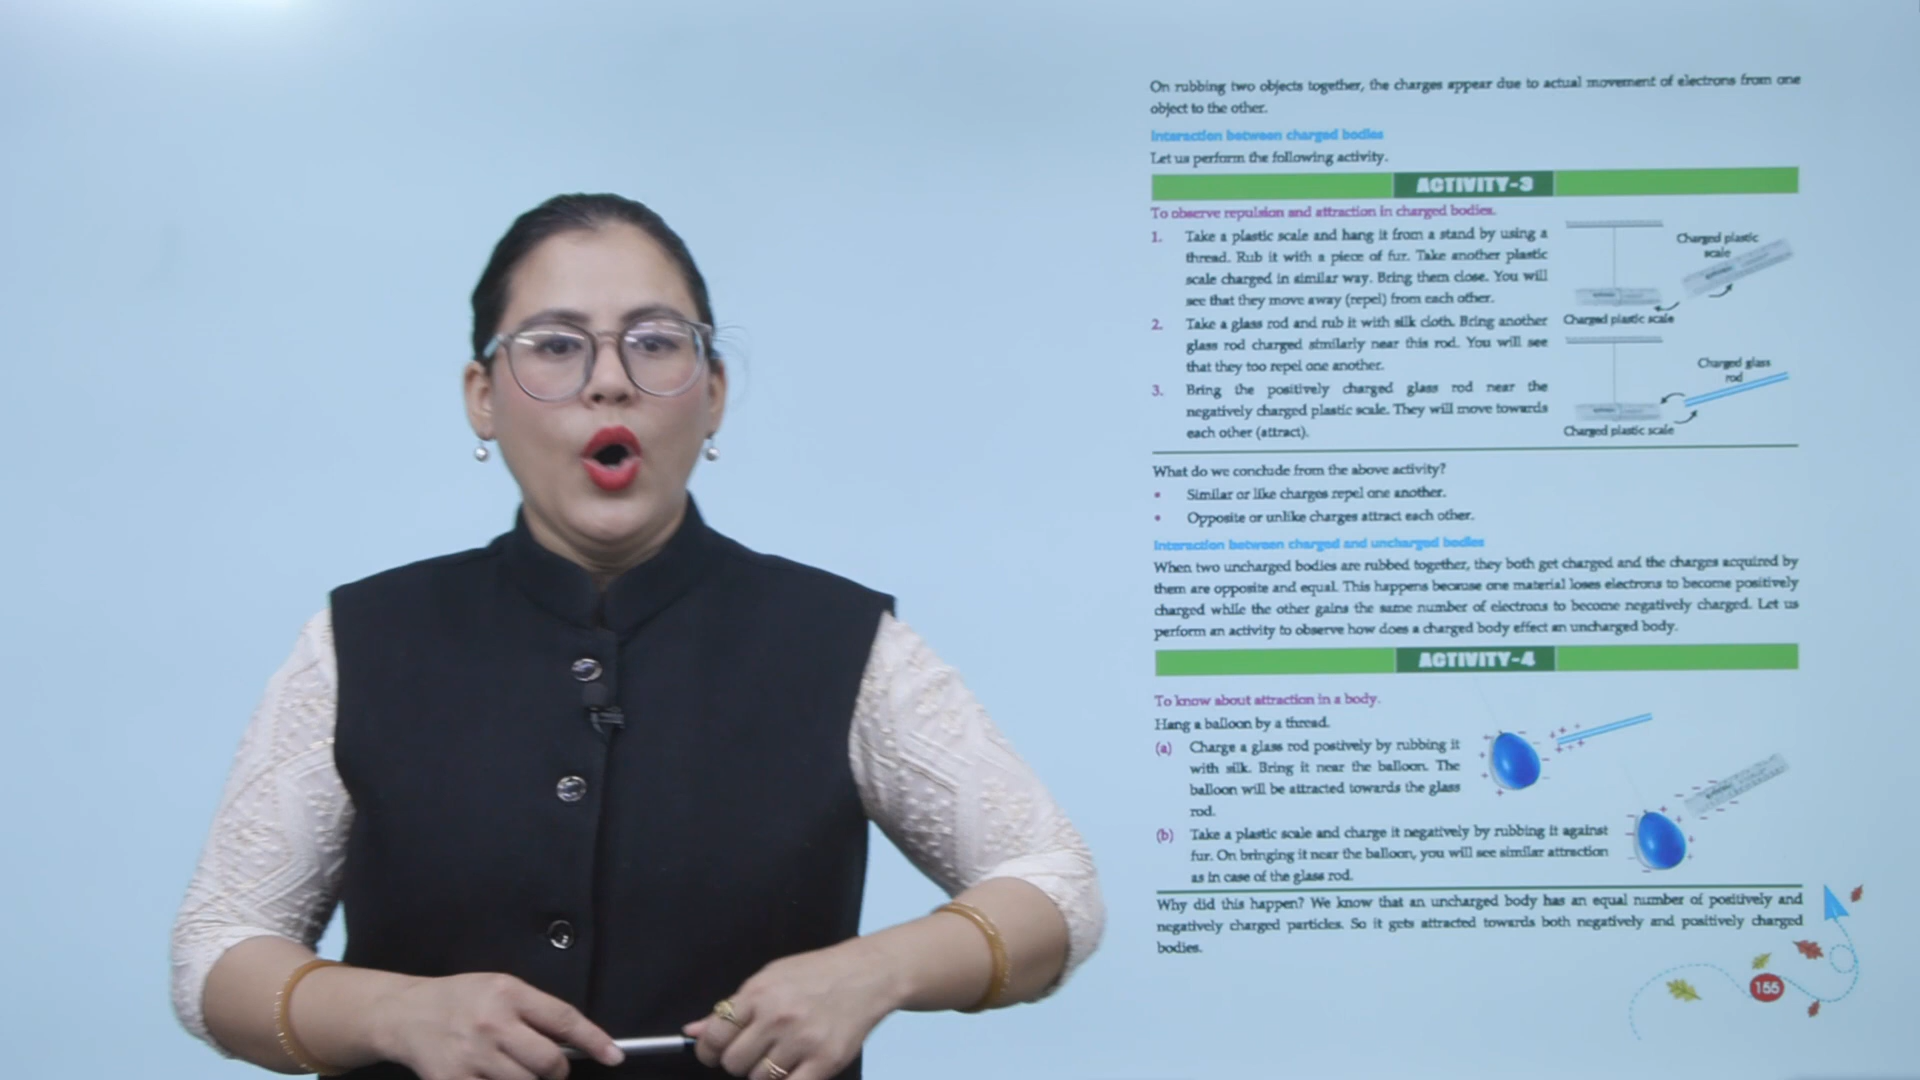 On rubbing two objects together, the charges appear due to actual movement of electrons from one
object to the other.
Interaction between charged bodies
Let us perform the following activity.
ACTIVITY-3
To observe repulsion and attraction in charged bodies.
1. Take a plastic scale and hang it from a stand by using a
thread. Rub it with a piece of fur. Take another plastic
scale charged in similar way. Bring them close. You will
see that they move away (repel) from each other.
Charged plastic
scale
Charged plastic scale
2. Take a glass rod and rub it with silk cloth. Bring another
glass rod charged similarly near this rod. You will see
that they too repel one another.
3. Bring the positively charged glass rod near the
negatively charged plastic scale. They will move towards
each other (attract).
Charged glass
rod
Charged plastic scale
What do we conclude from the above activity?
• Similar or like charges repel one another.
• Opposite or unlike charges attract each other.
Interaction between charged and uncharged bodies
When two uncharged bodies are rubbed together, they both get charged and the charges acquired by
them are opposite and equal. This happens because one material loses electrons to become positively
charged while the other gains the same number of electrons to become negatively charged. Let us
perform an activity to observe how does a charged body effect an uncharged body.
ACTIVITY-4
To know about attraction in a body.
Hang a balloon by a thread.
(a) Charge a glass rod postively by rubbing it
with silk. Bring it near the balloon. The
balloon will be attracted towards the glass
rod.
(b) Take a plastic scale and charge it negatively by rubbing it against
fur. On bringing it near the balloon, you will see similar attraction
as in case of the glass rod.
Why did this happen? We know that an uncharged body has an equal number of positively and
negatively charged particles. So it gets attracted towards both negatively and positively charged
bodies.
155